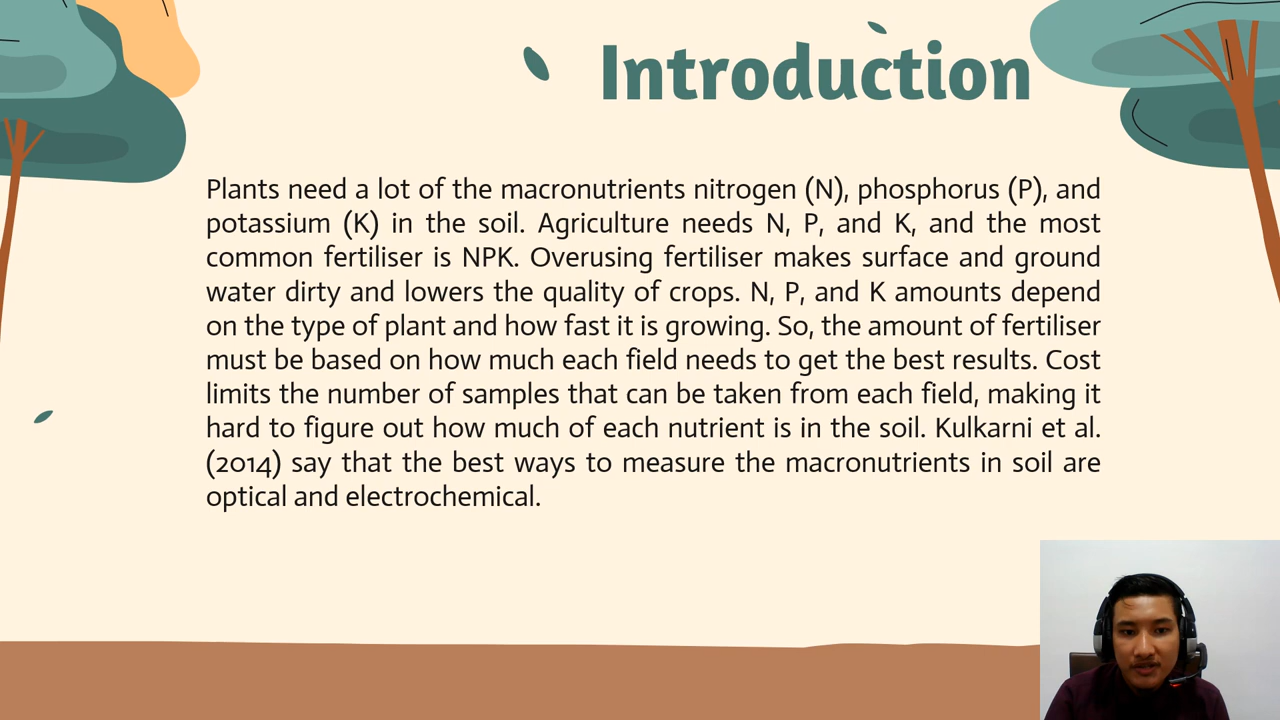 Introduction
Plants need a lot of the macronutrients nitrogen (N), phosphorus (P), and
potassium (K) in the soil. Agriculture needs N, P, and K, and the most
common fertiliser is NPK. Overusing fertiliser makes surface and ground
water dirty and lowers the quality of crops. N, P, and K amounts depend
on the type of plant and how fast it is growing. So, the amount of fertiliser
must be based on how much each field needs to get the best results. Cost
limits the number of samples that can be taken from each field, making it
hard to figure out how much of each nutrient is in the soil. Kulkarni et al.
(2014) say that the best ways to measure the macronutrients in soil are
optical and electrochemical.